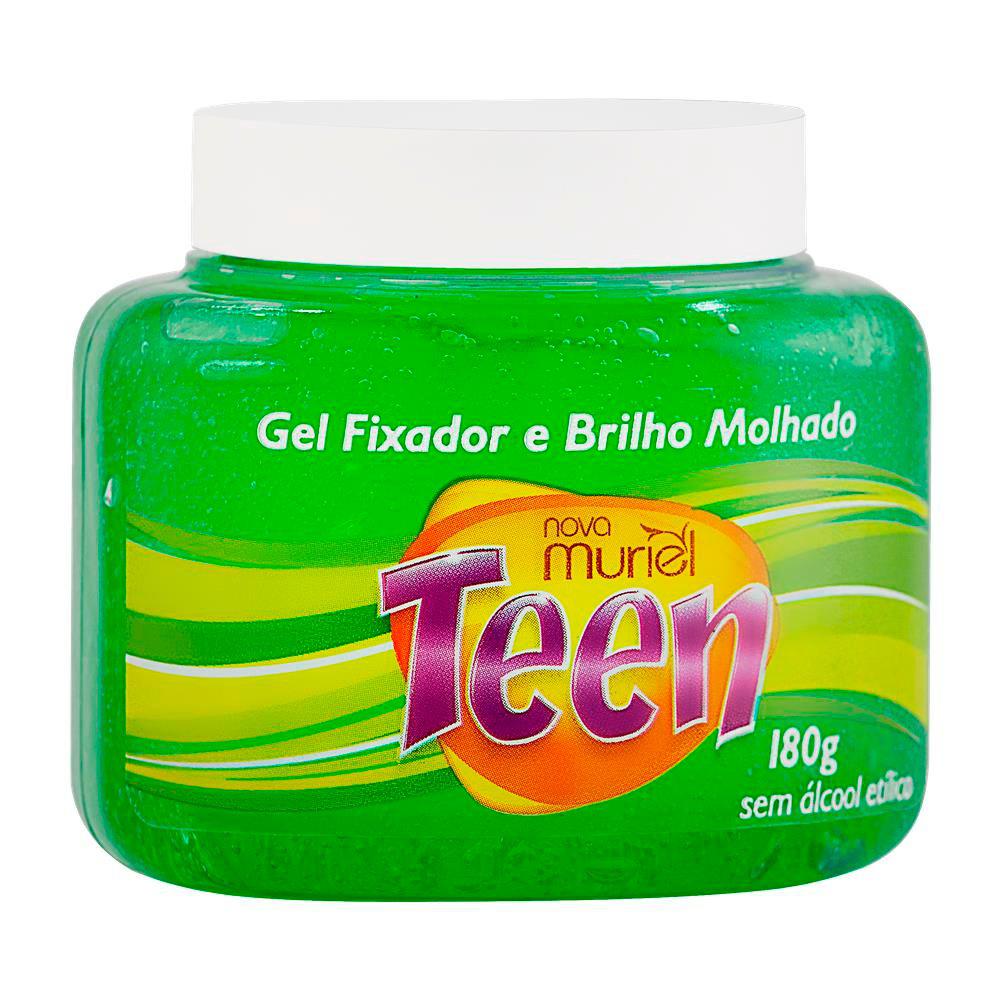 Gel Fixador e Brilho Molhado
nova
muriel
Teen
180g
sem álcool etílico